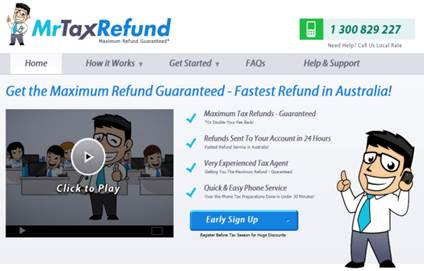 MrTaxRefund
Maximum Refund Guaranteed*
1 300 829 227
Need Help? Call Us Local Rate
Home How it Works Get Started FAQs Help & Support
Get the Maximum Refund Guaranteed - Fastest Refund in Australia!
Maximum Tax Refunds - Guaranteed
*Or Double Your Fee Back!
Refunds Sent To Your Account in 24 Hours
Fastest Refund Service in Australia!
Very Experienced Tax Agent
Getting You The Maximum Refund - Guaranteed
Click to Play
Quick & Easy Phone Service
Over the Phone Tax Preparations Done in Under 30 Minutes!
Early Sign Up
Register Before Tax Season for Huge Discounts